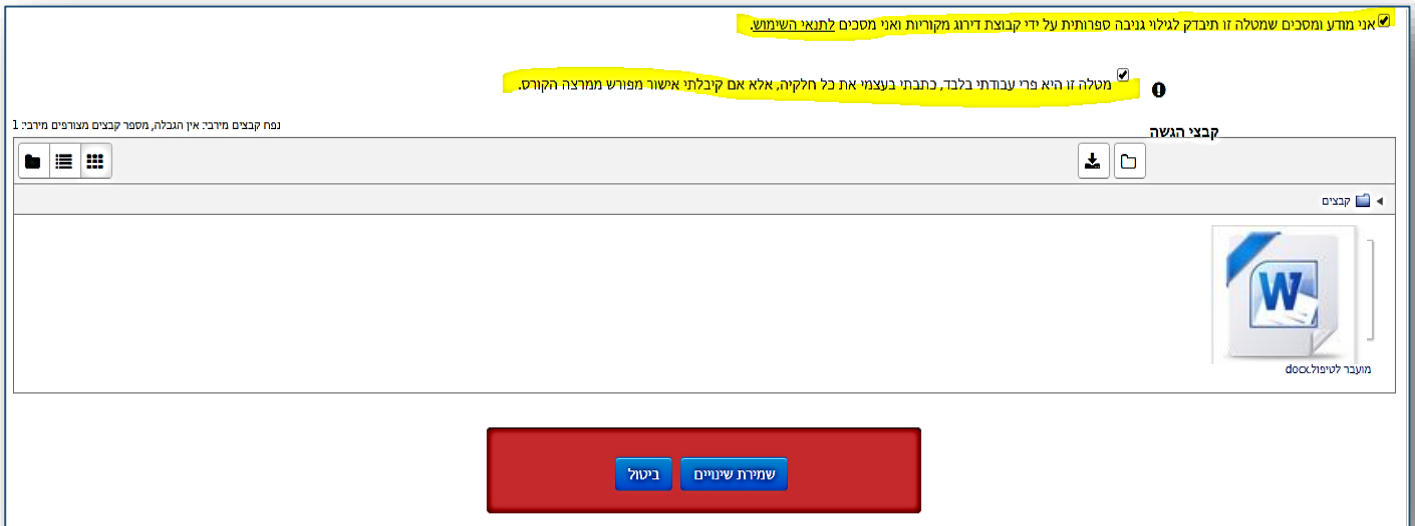 אני מודע ומסכים שמטלה זו תיבדק לגילוי גניבה ספרותית על ידי קבוצת דירוג מקוריות ואני מסכים לתנאי השימוש.
מטלה זו היא פרי עבודתי בלבד, כתבתי בעצמי את כל חלקיה, אלא אם קיבלתי אישור מפורש ממרצה הקורס.
נפח קבצים מירבי: אין הגבלה, מספר קבצים מצורפים מירבי: 1
קבצי הגשה
קבצים
W
מועבר לטיפול.docx
שמירת שינויים
ביטול